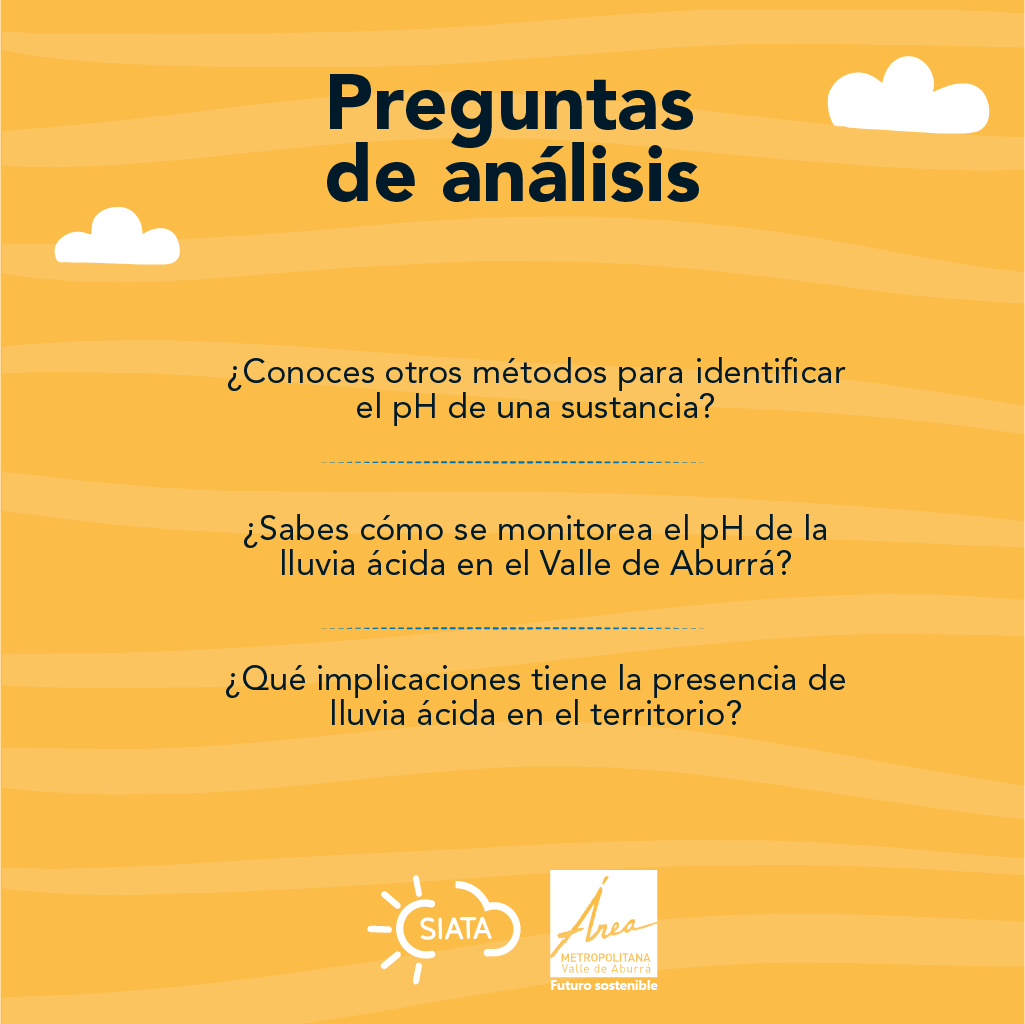 Preguntas
de análisis
¿Conoces otros métodos para identificar
el pH de una sustancia?
¿Sabes cómo se monitorea el pH de la
lluvia ácida en el Valle de Aburrá?
¿Qué implicaciones tiene la presencia de
lluvia ácida en el territorio?
SIATA
Área
METROPOLITANA
Valle de Aburrá
Futuro sostenible